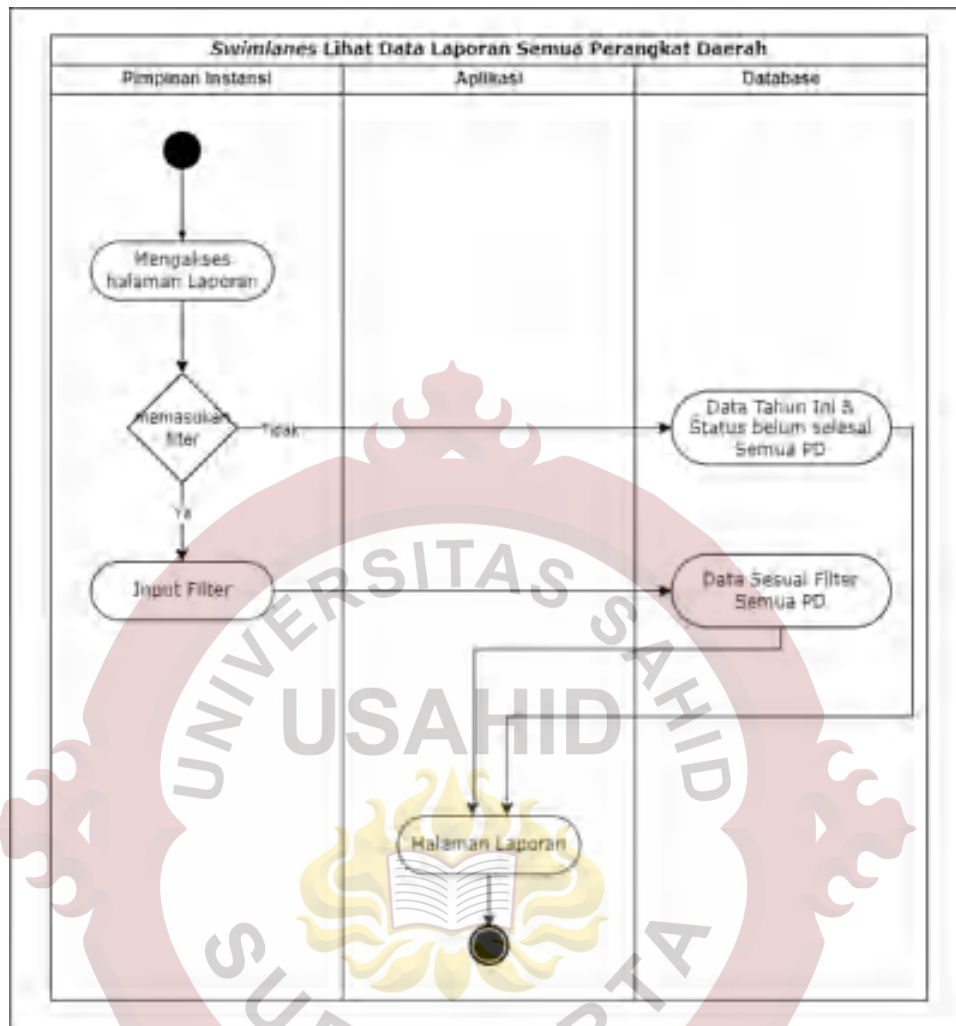 Swimlanes Lihat Data Laporan Semua Perangkat Daerah
Pimpinan Instansi
Aplikasi
Database
Mengakses
halaman Laporan
memasukan
filter
Tidak
Data Tahun Ini &
Status belum selesai
Semua PD
Ya
Input Filter
Data Sesuai Filter
Semua PD
Halaman Laporan
UNIVERSITAS SAHID
USAHID